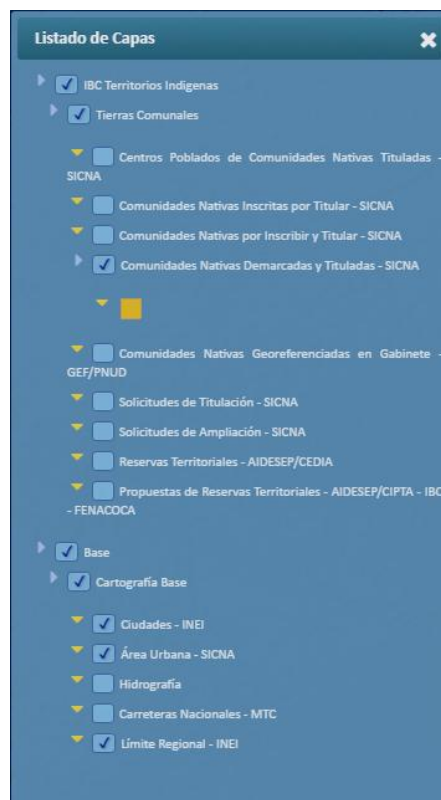 Listado de Capas
IBC Territorios Indigenas
Tierras Comunales
Centros Poblados de Comunidades Nativas Tituladas -
SICNA
Comunidades Nativas Inscritas por Titular - SICNA
Comunidades Nativas por Inscribir y Titular - SICNA
Comunidades Nativas Demarcadas y Tituladas - SICNA
Comunidades Nativas Georeferenciadas en Gabinete -
GEF/PNUD
Solicitudes de Titulación - SICNA
Solicitudes de Ampliación - SICNA
Reservas Territoriales - AIDESEP/CEDIA
Propuestas de Reservas Territoriales - AIDESEP/CIPTA - IBC
- FENACOCA
Base
Cartografía Base
Ciudades - INEI
Área Urbana - SICNA
Hidrografía
Carreteras Nacionales - MTC
Límite Regional - INEI